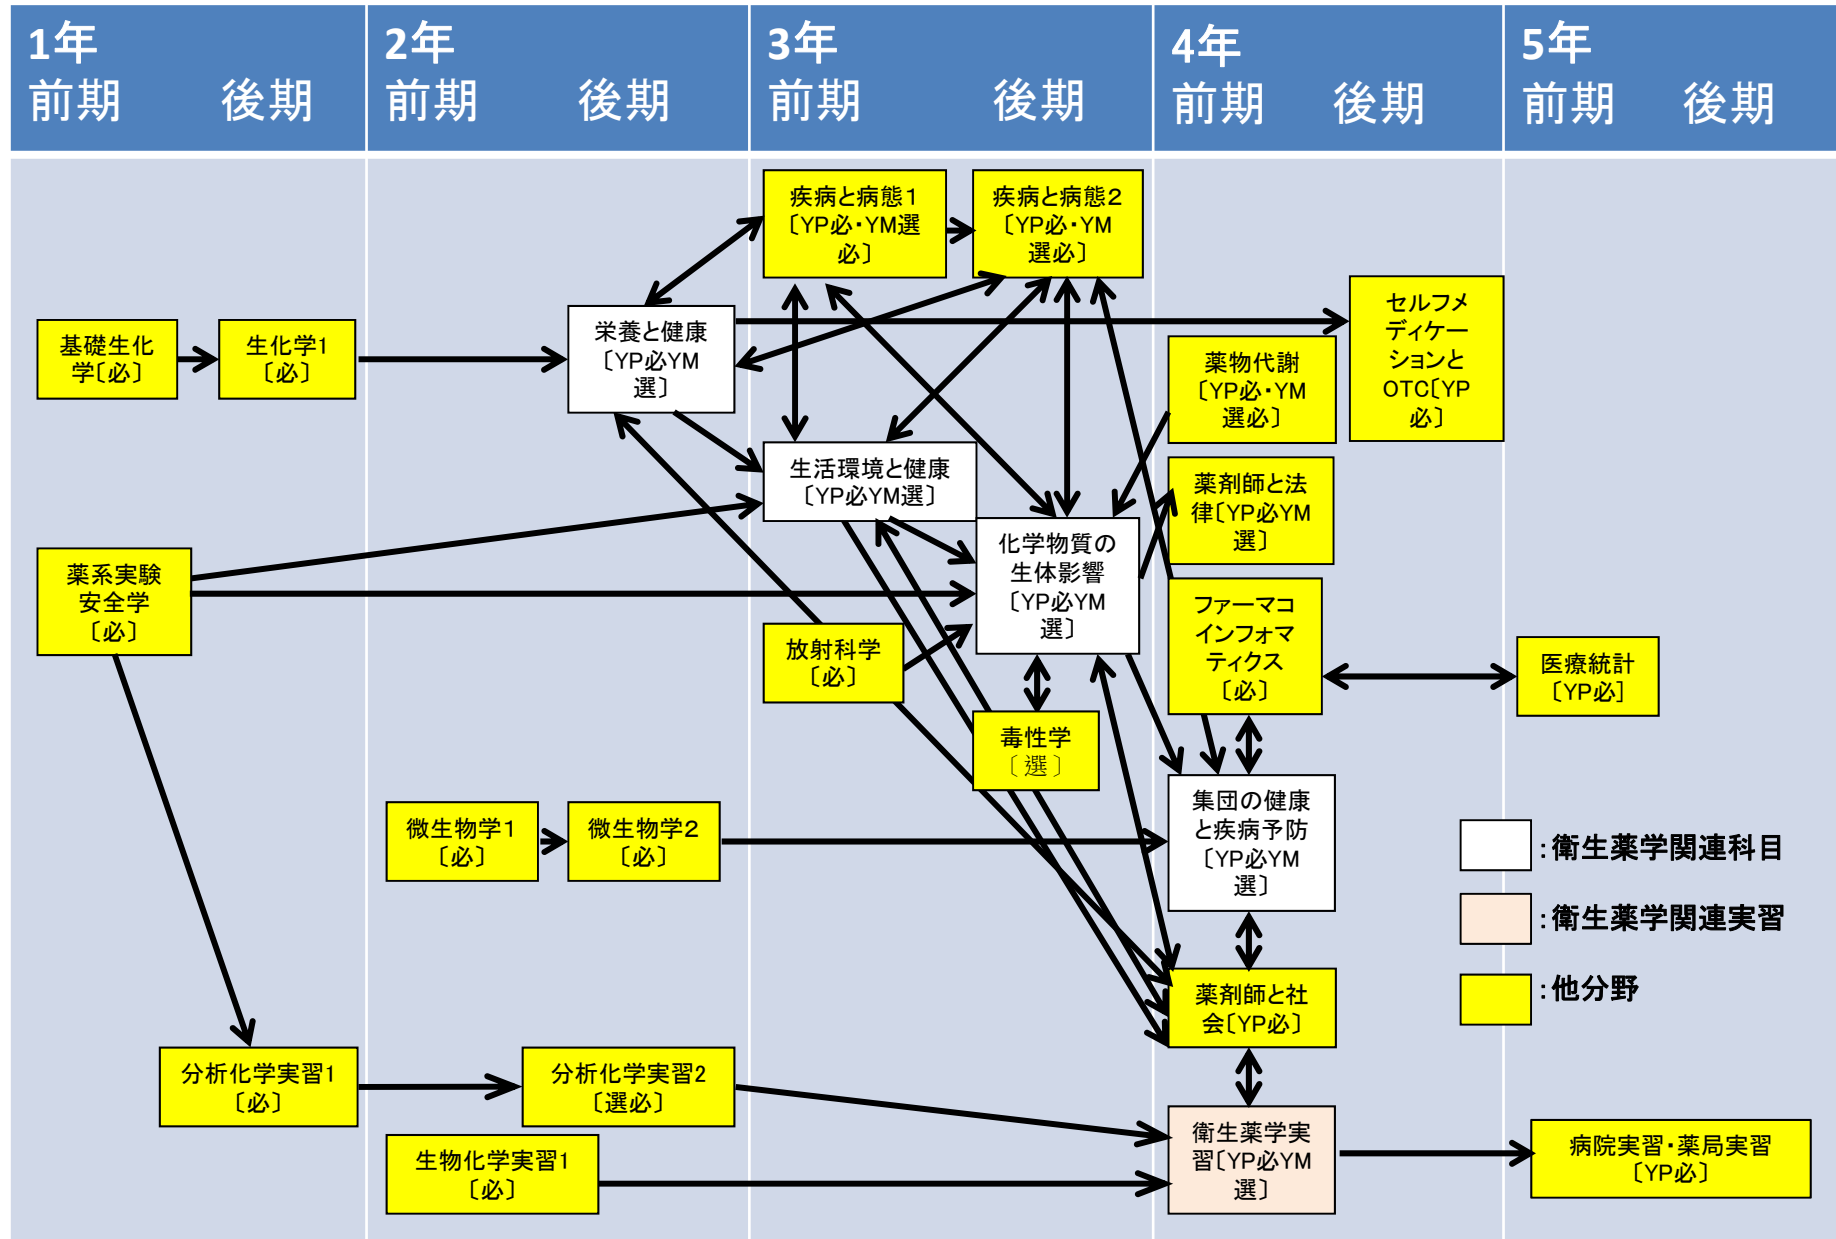 1年
前期 後期
2年
前期 後期
3年
前期 後期
4年
前期 後期
5年
前期 後期
疾病と病態1
〔YP必・YM選
必〕
疾病と病態2
〔YP必・YM
選必〕
基礎生化
学〔必〕
生化学1
〔必〕
栄養と健康
〔YP必YM
選〕
セルフメ
ディケー
ションと
OTC〔YP
必〕
薬物代謝
〔YP必・YM
選必〕
生活環境と健康
〔YP必YM選〕
薬剤師と法
律〔YP必YM
選〕
薬系実験
安全学
〔必〕
化学物質の
生体影響
〔YP必YM
選〕
放射科学
〔必〕
ファーマコ
インフォマ
ティクス
〔必〕
医療統計
〔YP必〕
毒性学
〔選〕
微生物学1
〔必〕
微生物学2
〔必〕
集団の健康
と疾病予防
〔YP必YM
選〕
:衛生薬学関連科目
:衛生薬学関連実習
:他分野
薬剤師と社
会〔YP必〕
分析化学実習1
〔必〕
分析化学実習2
〔選必〕
生物化学実習1
〔必〕
衛生薬学実
習〔YP必YM
選〕
病院実習・薬局実習
〔YP必〕